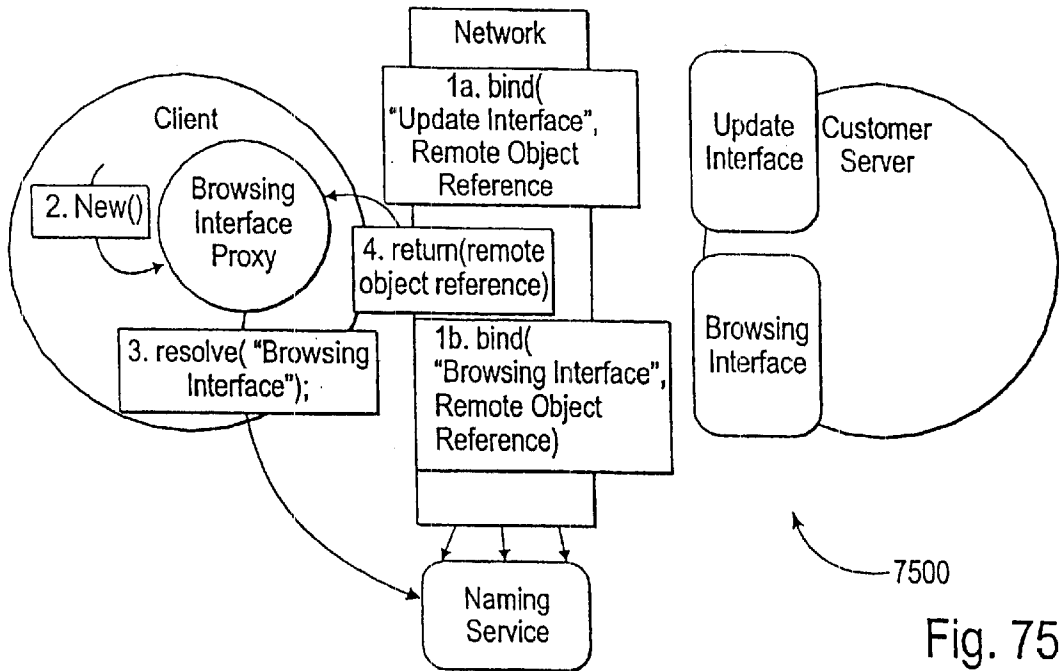 Network
1a. bind(
"Update Interface",
Remote Object
Reference
Client
Browsing
Interface
Proxy
2. New()
4. return(remote
object reference)
3. resolve( "Browsing
Interface");
1b. bind(
"Browsing Interface",
Remote Object
Reference)
Update
Interface
Customer
Server
Browsing
Interface
Naming
Service
7500
Fig. 75